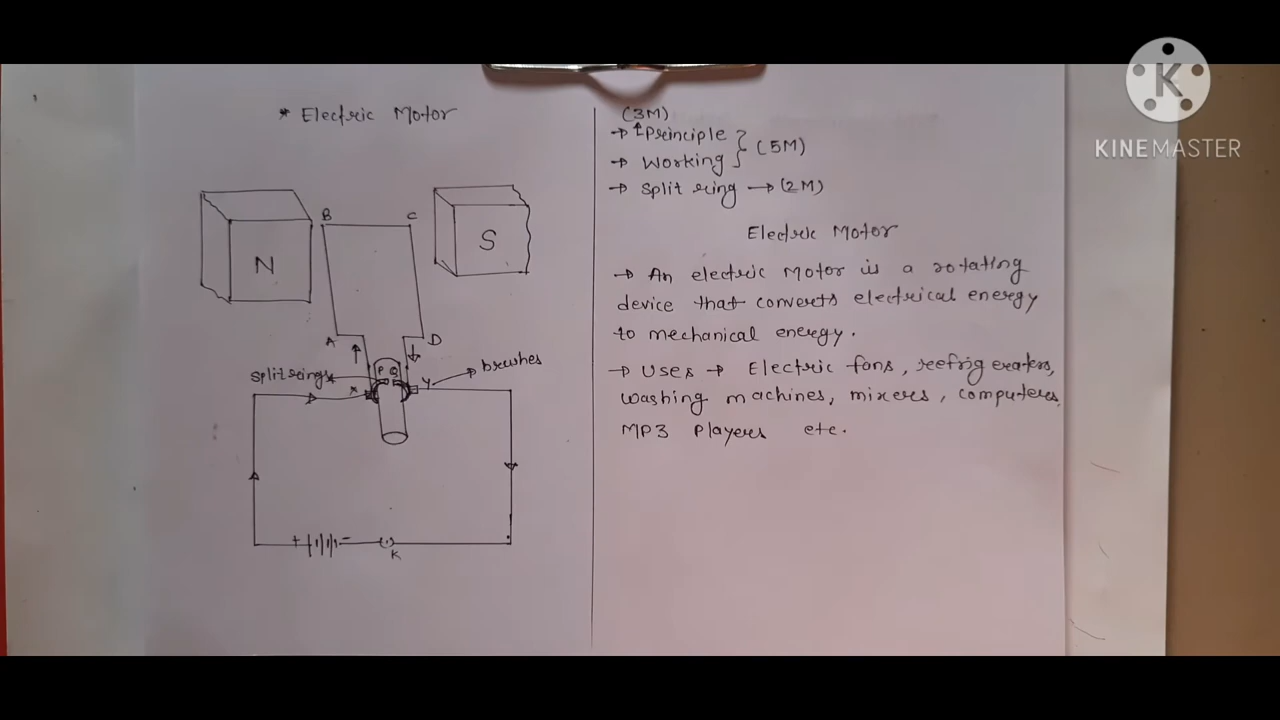 * Electric Motor
B
C
N
S
A
D
P Q
split rings
X
Y
brushes
+
-
K
(3M)
→ Principle
→ Working
} (5M)
→ split ring → (2M)
Electric Motor
→ An electric Motor is a rotating
device that converts electrical energy
to mechanical energy.
→ Uses → Electric fans, refrigerators,
washing machines, mixers, computers,
MP3 Players etc.
K
KINEMASTER